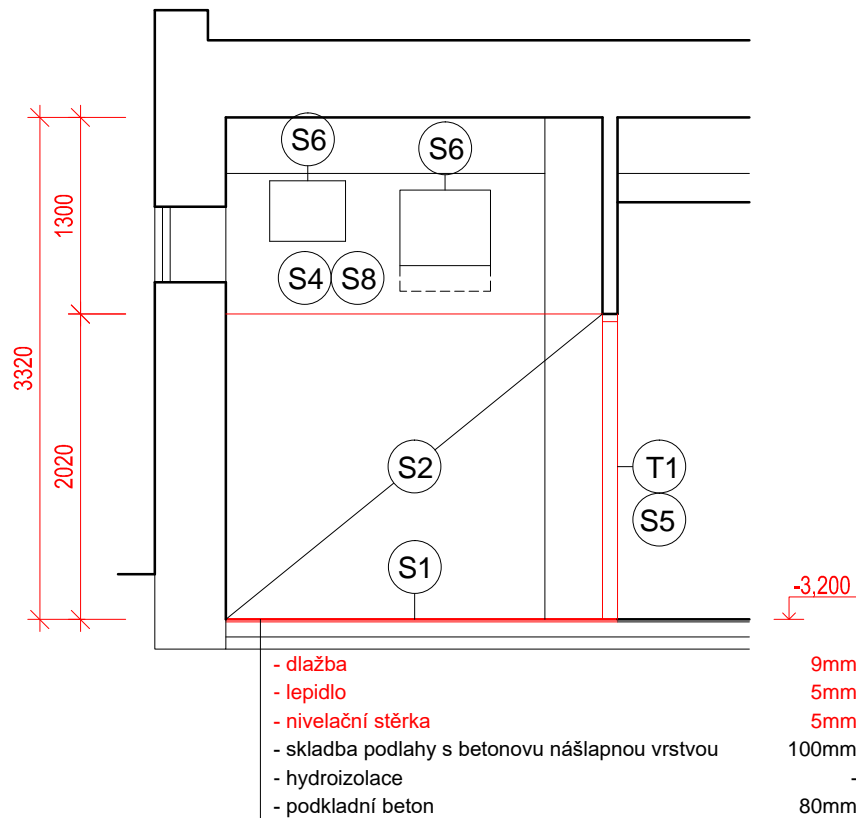 S6
S6
1300
S4 S8
3320
2020
S2
T1
S5
S1
-3,200
- dlažba 9mm
- lepidlo 5mm
- nivelační stěrka 5mm
- skladba podlahy s betonovu nášlapnou vrstvou 100mm
- hydroizolace -
- podkladní beton 80mm